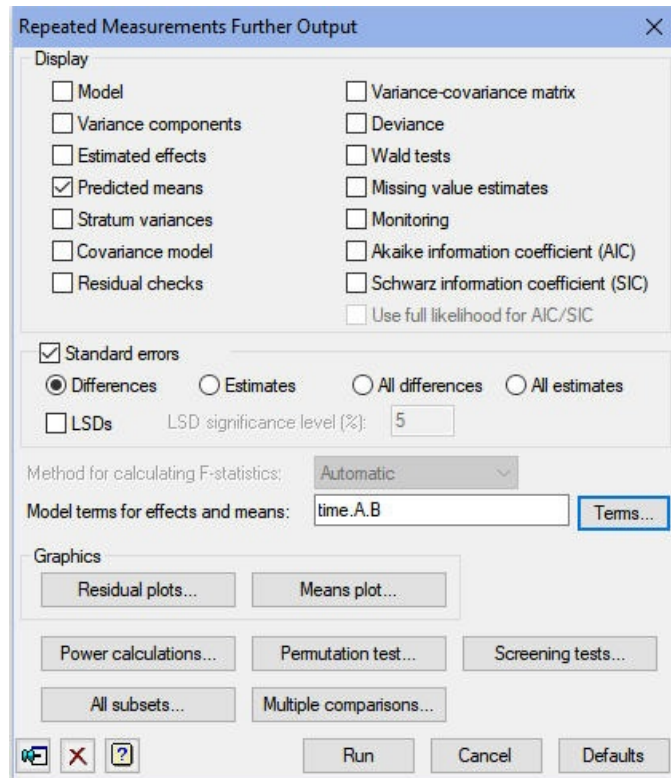 Repeated Measurements Further Output
Display
Model
Variance components
Estimated effects
Predicted means
Stratum variances
Covariance model
Residual checks
Variance-covariance matrix
Deviance
Wald tests
Missing value estimates
Monitoring
Akaike information coefficient (AIC)
Schwarz information coefficient (SIC)
Use full likelihood for AIC/SIC
Standard errors
Differences Estimates All differences All estimates
LSDs LSD significance level (%): 5
Method for calculating F-statistics: Automatic
Model terms for effects and means: time.A.B Terms...
Graphics
Residual plots... Means plot...
Power calculations... Permutation test... Screening tests...
All subsets... Multiple comparisons...
? Run Cancel Defaults